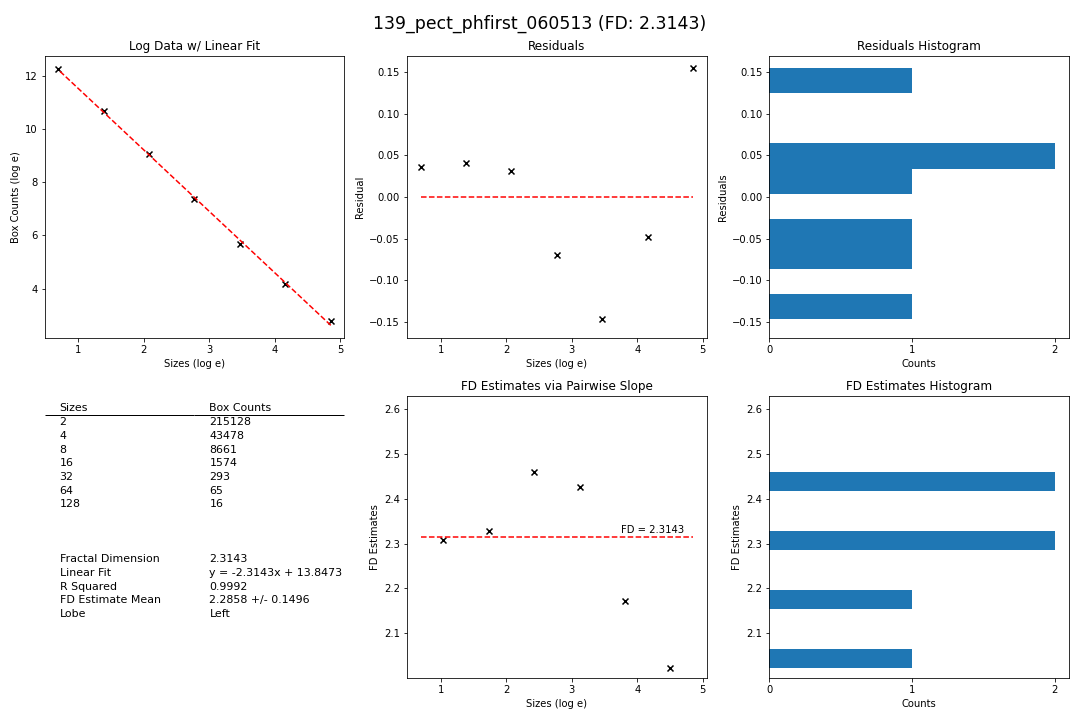 139_pect_phfirst_060513 (FD: 2.3143)
Log Data w/ Linear Fit
12
10
8
6
4
Box Counts (log e)
1 2 3 4 5
Sizes (log e)
Residuals
0.15
0.10
0.05
0.00
−0.05
−0.10
−0.15
Residual
1 2 3 4 5
Sizes (log e)
Residuals Histogram
0.15
0.10
0.05
0.00
−0.05
−0.10
−0.15
Residuals
0 1 2
Counts
Sizes Box Counts
2 215128
4 43478
8 8661
16 1574
32 293
64 65
128 16
Fractal Dimension 2.3143
Linear Fit y = -2.3143x + 13.8473
R Squared 0.9992
FD Estimate Mean 2.2858 +/- 0.1496
Lobe Left
FD Estimates via Pairwise Slope
2.6
2.5
2.4
2.3
2.2
2.1
FD Estimates
FD = 2.3143
1 2 3 4 5
Sizes (log e)
FD Estimates Histogram
2.6
2.5
2.4
2.3
2.2
2.1
FD Estimates
0 1 2
Counts